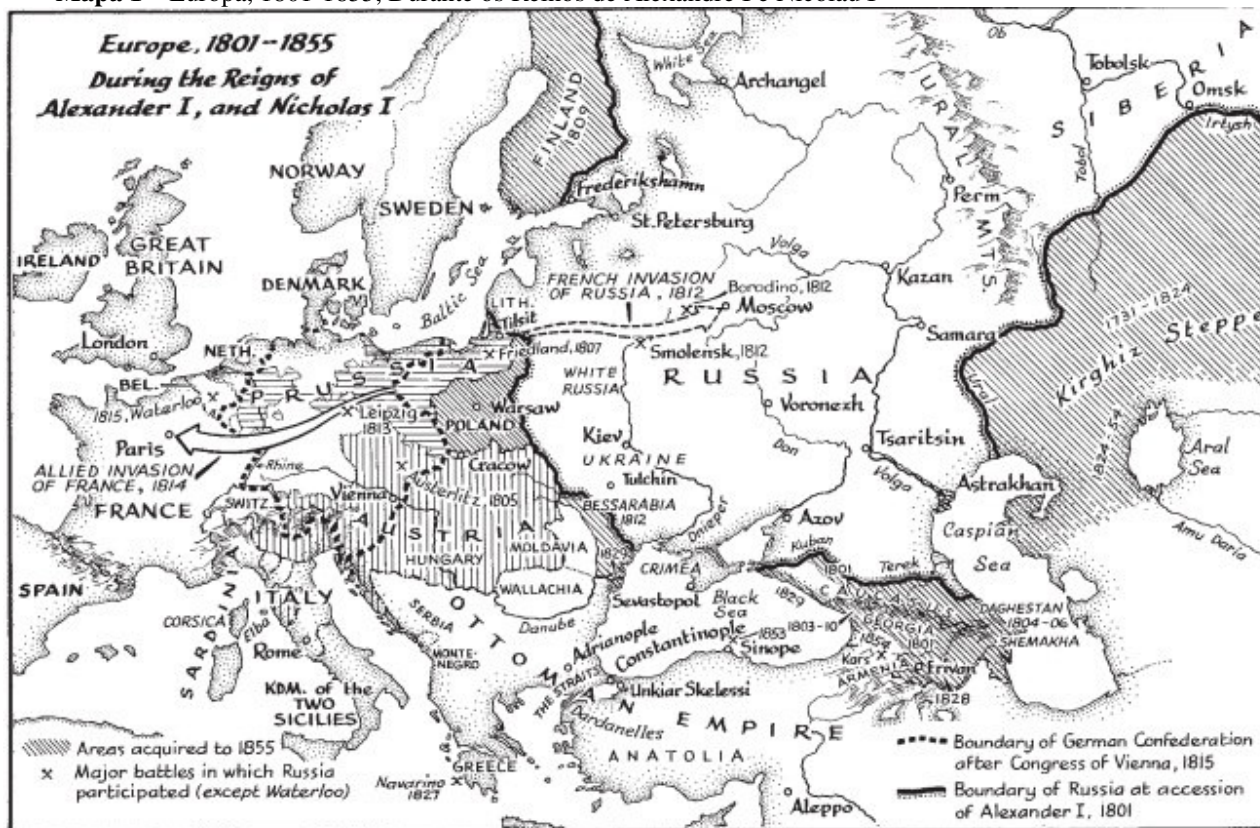 Mapa 1 – Europa, 1801-1855, Durante os Reinos de Alexandre I e Nicolau I
Europe, 1801–1855
During the Reigns of
Alexander I, and Nicholas I
White Sea
Archangel
Ob
Tobolsk
Omsk
Irtysh
SIBERIA
Tobol
URAL MTS.
FINLAND
1809
NORWAY
SWEDEN
Frederikshamn
St. Petersburg
Perm
Volga
Kazan
GREAT
BRITAIN
IRELAND
DENMARK
Baltic Sea
LITH.
Tilsit
FRENCH INVASION
OF RUSSIA, 1812
Borodino, 1812
Moscow
Samara
1731–1824
Kirghiz Steppe
London
NETH.
Friedland, 1807
Smolensk, 1812
WHITE
RUSSIA
RUSSIA
Ural
BEL.
PRUSSIA
1815, Waterloo
Leipzig
1813
Warsaw
POLAND
Voronezh
Paris
Kiev
UKRAINE
Don
Tsaritsin
1824-54
Aral
Sea
ALLIED INVASION
OF FRANCE, 1814
Rhine
Cracow
Tulchin
Volga
Astrakhan
FRANCE
SWITZ.
Vienna
Austerlitz, 1805
BESSARABIA
1812
Dnieper
Azov
Caspian
Sea
Amu Daria
AUSTRIA
HUNGARY
MOLDAVIA
1829
Kuban
1801
Terek
SPAIN
WALLACHIA
CRIMEA
Sevastopol
Black
Sea
1829
CAUCASUS
DAGHESTAN
1804-06
SARDINIA
ITALY
CORSICA
Elba
SERBIA
Danube
1803-10
GEORGIA
1801
SHEMAKHA
Rome
MONTE-
NEGRO
Adrianople
Constantinople
1853
Sinope
1854
Kars
ARMENIA
Erivan
1828
KDM. of the
TWO
SICILIES
THE STRAITS
Unkiar Skelessi
Dardanelles
OTTOMAN EMPIRE
ANATOLIA
GREECE
Navarino
1827
Aleppo
Areas acquired to 1855
x Major battles in which Russia
participated (except Waterloo)
Boundary of German Confederation
after Congress of Vienna, 1815
Boundary of Russia at accession
of Alexander I, 1801